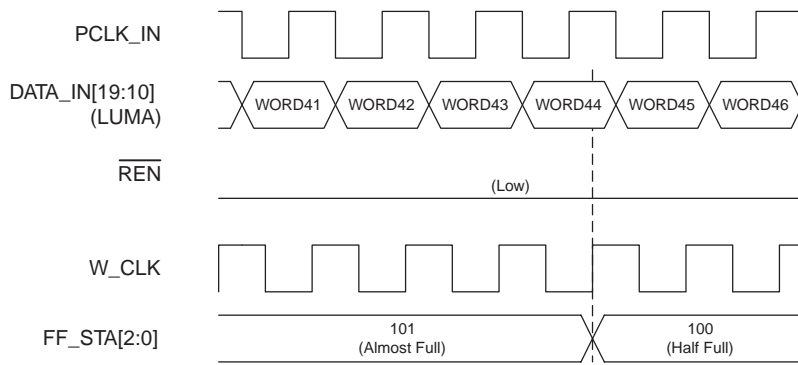 PCLK_IN
DATA_IN[19:10]
(LUMA)
WORD41 WORD42 WORD43 WORD44 WORD45 WORD46
REN
(Low)
W_CLK
FF_STA[2:0]
101
(Almost Full)
100
(Half Full)